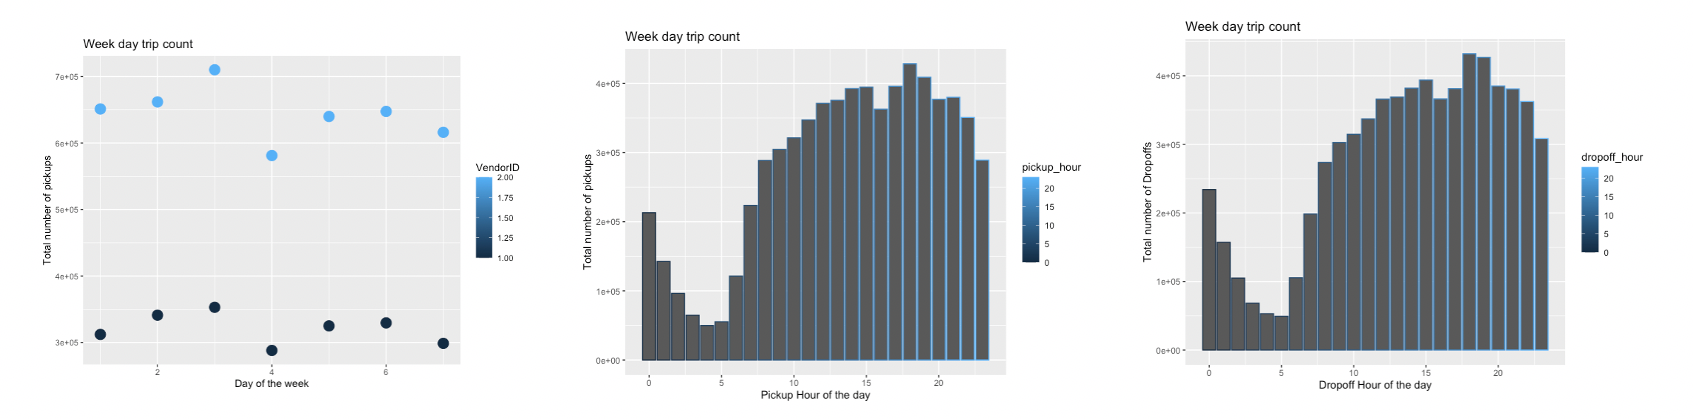 Week day trip count
Total number of pickups
7e+05
6e+05
5e+05
4e+05
3e+05
2
4
6
Day of the week
VendorID
2.00
1.75
1.50
1.25
1.00
Week day trip count
Total number of pickups
4e+05
3e+05
2e+05
1e+05
0e+00
0
5
10
15
20
Pickup Hour of the day
pickup_hour
20
15
10
5
0
Week day trip count
Total number of Dropoffs
4e+05
3e+05
2e+05
1e+05
0e+00
0
5
10
15
20
Dropoff Hour of the day
dropoff_hour
20
15
10
5
0